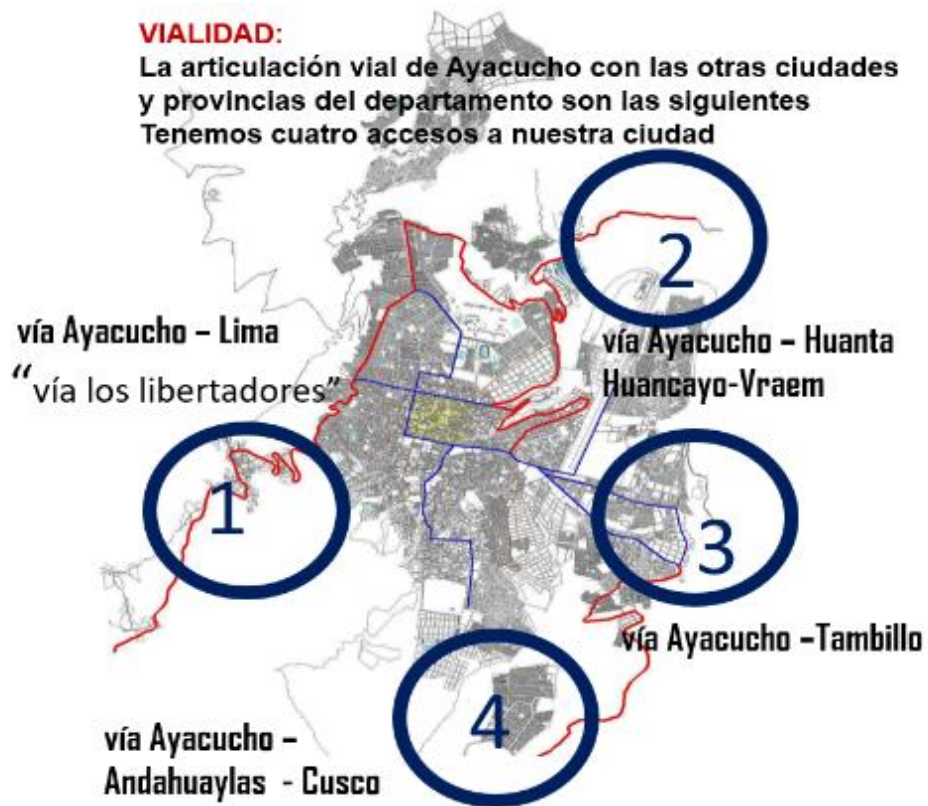 VIALIDAD:
La articulación vial de Ayacucho con las otras ciudades
y provincias del departamento son las siguientes
Tenemos cuatro accesos a nuestra ciudad
2
vía Ayacucho – Lima
“vía los libertadores”
vía Ayacucho – Huanta
Huancayo-Vraem
1
3
vía Ayacucho –Tambillo
4
vía Ayacucho –
Andahuaylas - Cusco